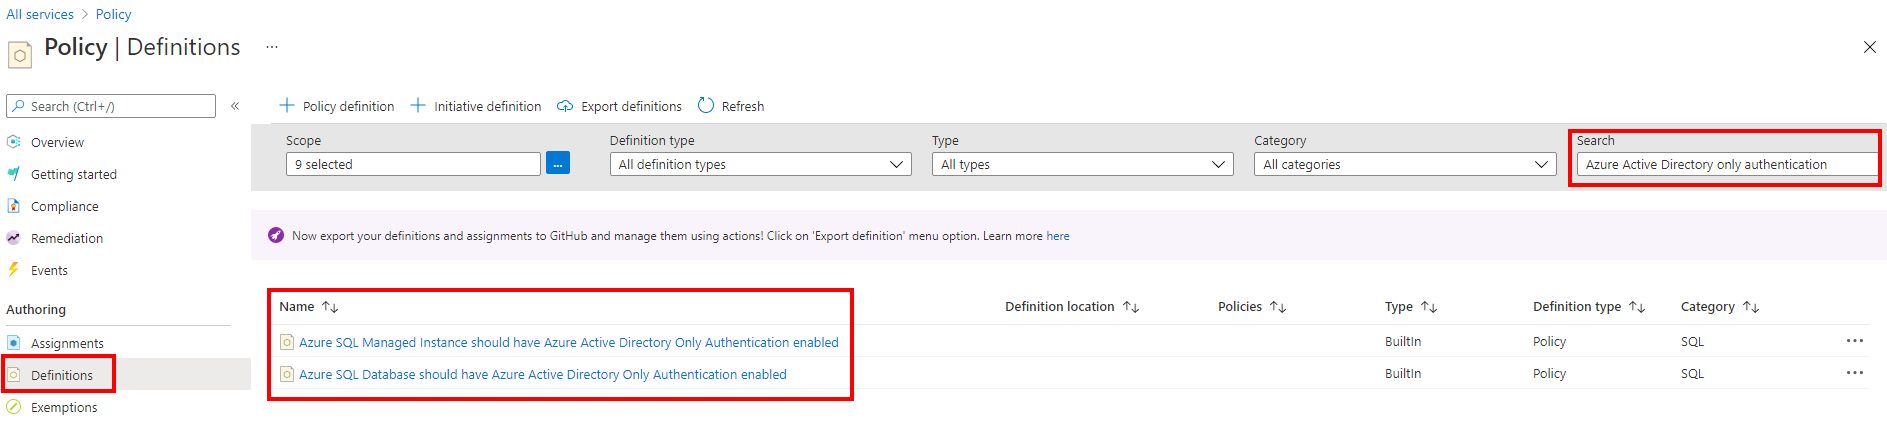 All services > Policy
Policy | Definitions ...
Search (Ctrl+/) «
Overview
Getting started
Compliance
Remediation
Events
Authoring
Assignments
Definitions
Exemptions
+ Policy definition + Initiative definition Export definitions Refresh
Scope Definition type Type Category Search
9 selected ... All definition types All types All categories Azure Active Directory only authentication
Now export your definitions and assignments to GitHub and manage them using actions! Click on 'Export definition' menu option. Learn more here
Name ↑↓ Definition location ↑↓ Policies ↑↓ Type ↑↓ Definition type ↑↓ Category ↑↓
Azure SQL Managed Instance should have Azure Active Directory Only Authentication enabled BuiltIn Policy SQL ...
Azure SQL Database should have Azure Active Directory Only Authentication enabled BuiltIn Policy SQL ...